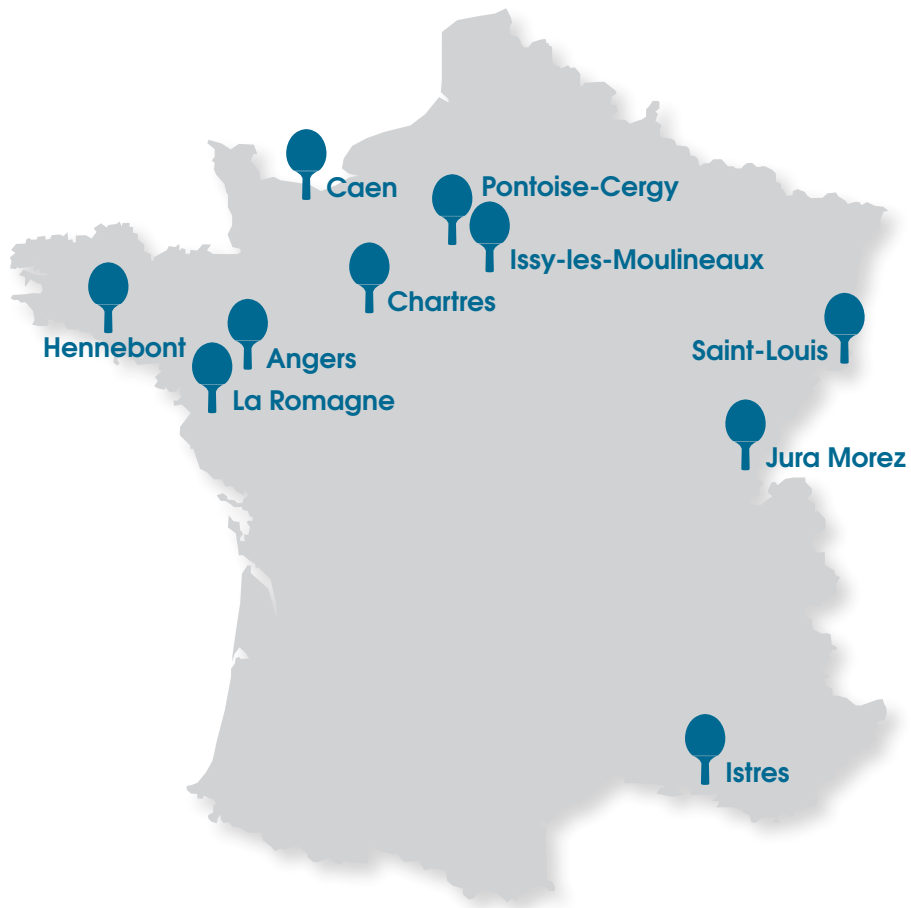 Caen
Pontoise-Cergy
Issy-les-Moulineaux
Chartres
Hennebont
Angers
Saint-Louis
La Romagne
Jura Morez
Istres